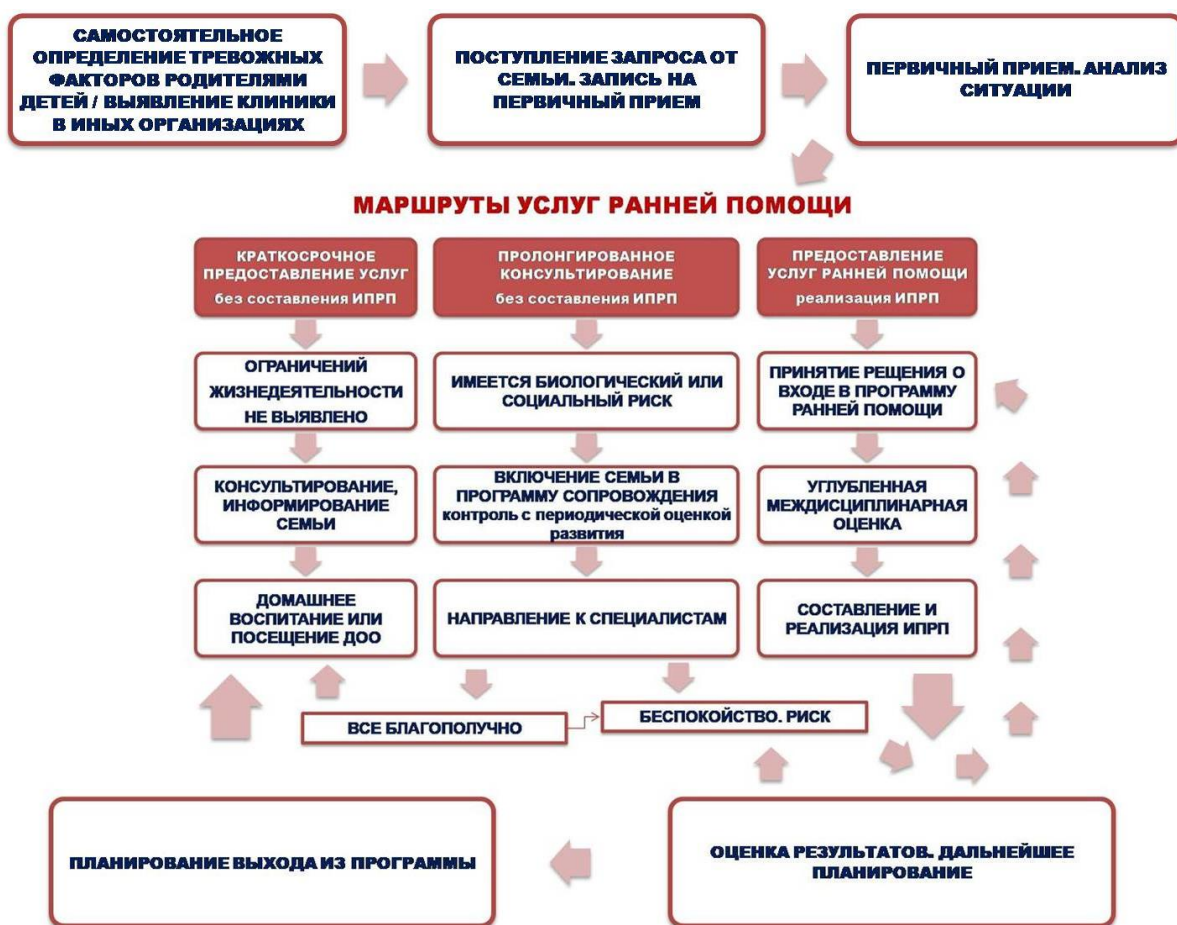 САМОСТОЯТЕЛЬНОЕ
ОПРЕДЕЛЕНИЕ ТРЕВОЖНЫХ
ФАКТОРОВ РОДИТЕЛЯМИ
ДЕТЕЙ / ВЫЯВЛЕНИЕ КЛИНИКИ
В ИНЫХ ОРГАНИЗАЦИЯХ
ПОСТУПЛЕНИЕ ЗАПРОСА ОТ
СЕМЬИ. ЗАПИСЬ НА
ПЕРВИЧНЫЙ ПРИЕМ
ПЕРВИЧНЫЙ ПРИЕМ. АНАЛИЗ
СИТУАЦИИ
МАРШРУТЫ УСЛУГ РАННЕЙ ПОМОЩИ
КРАТКОСРОЧНОЕ
ПРЕДОСТАВЛЕНИЕ УСЛУГ
без составления ИПРП
ПРОЛОНГИРОВАННОЕ
КОНСУЛЬТИРОВАНИЕ
без составления ИПРП
ПРЕДОСТАВЛЕНИЕ
УСЛУГ РАННЕЙ ПОМОЩИ
реализация ИПРП
ОГРАНИЧЕНИЙ
ЖИЗНЕДЕЯТЕЛЬНОСТИ
НЕ ВЫЯВЛЕНО
ИМЕЕТСЯ БИОЛОГИЧЕСКИЙ ИЛИ
СОЦИАЛЬНЫЙ РИСК
ПРИНЯТИЕ РЕЩЕНИЯ О
ВХОДЕ В ПРОГРАММУ
РАННЕЙ ПОМОЩИ
КОНСУЛЬТИРОВАНИЕ,
ИНФОРМИРОВАНИЕ
СЕМЬИ
ВКЛЮЧЕНИЕ СЕМЬИ В
ПРОГРАММУ СОПРОВОЖДЕНИЯ
контроль с периодической оценкой
развития
УГЛУБЛЕННАЯ
МЕЖДИСЦИПЛИНАРНАЯ
ОЦЕНКА
ДОМАШНЕЕ
ВОСПИТАНИЕ ИЛИ
ПОСЕЩЕНИЕ ДОО
НАПРАВЛЕНИЕ К СПЕЦИАЛИСТАМ
СОСТАВЛЕНИЕ И
РЕАЛИЗАЦИЯ ИПРП
ВСЕ БЛАГОПОЛУЧНО
БЕСПОКОЙСТВО. РИСК
ПЛАНИРОВАНИЕ ВЫХОДА ИЗ ПРОГРАММЫ
ОЦЕНКА РЕЗУЛЬТАТОВ. ДАЛЬНЕЙШЕЕ
ПЛАНИРОВАНИЕ